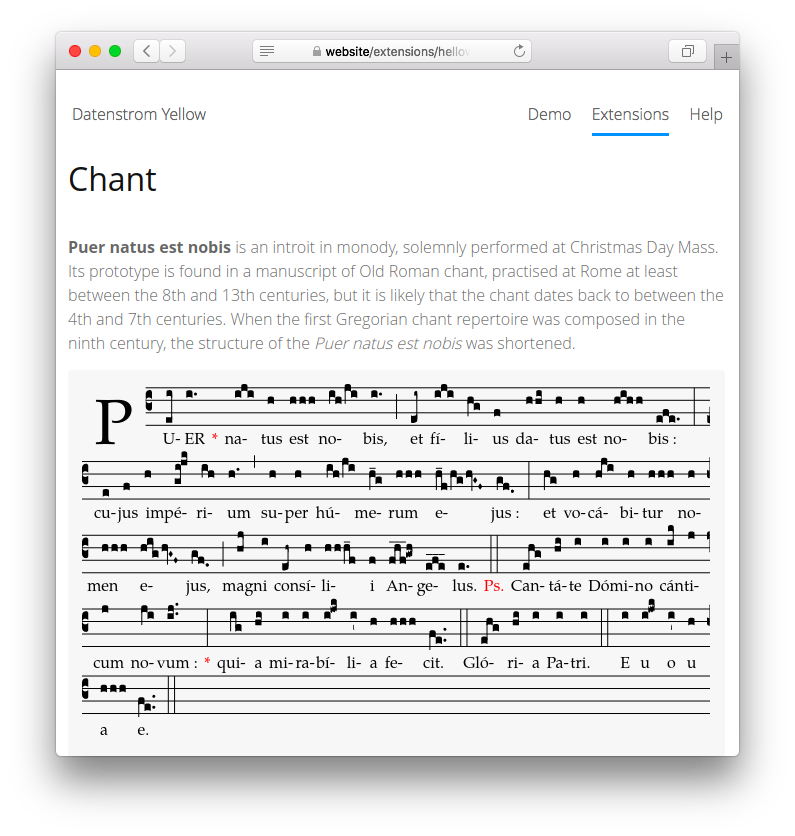 website/extensions/hellow
Datenstrom Yellow Demo Extensions Help
Chant
Puer natus est nobis is an introit in monody, solemnly performed at Christmas Day Mass.
Its prototype is found in a manuscript of Old Roman chant, practised at Rome at least
between the 8th and 13th centuries, but it is likely that the chant dates back to between the
4th and 7th centuries. When the first Gregorian chant repertoire was composed in the
ninth century, the structure of the Puer natus est nobis was shortened.
P U- ER * na- tus est no- bis, et fí- li- us da- tus est no- bis :
cu-jus impé- ri- um su-per hú- me- rum e- jus : et vo-cá- bi-tur no-
men e- jus, magni consí- li- i An- ge- lus. Ps. Can- tá-te Dómi-no cánti-
cum no-vum : * qui- a mi-ra-bí- li- a fe- cit. Gló- ri- a Pa-tri. E u o u
a e.